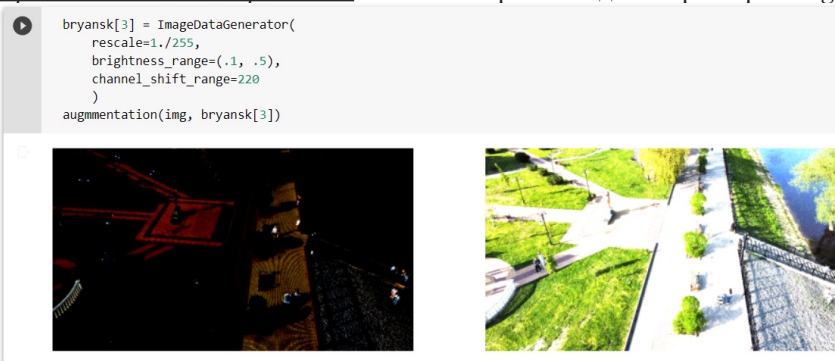 bryansk[3] = ImageDataGenerator(
    rescale=1./255,
    brightness_range=(.1, .5),
    channel_shift_range=220
    )
augmmentation(img, bryansk[3])